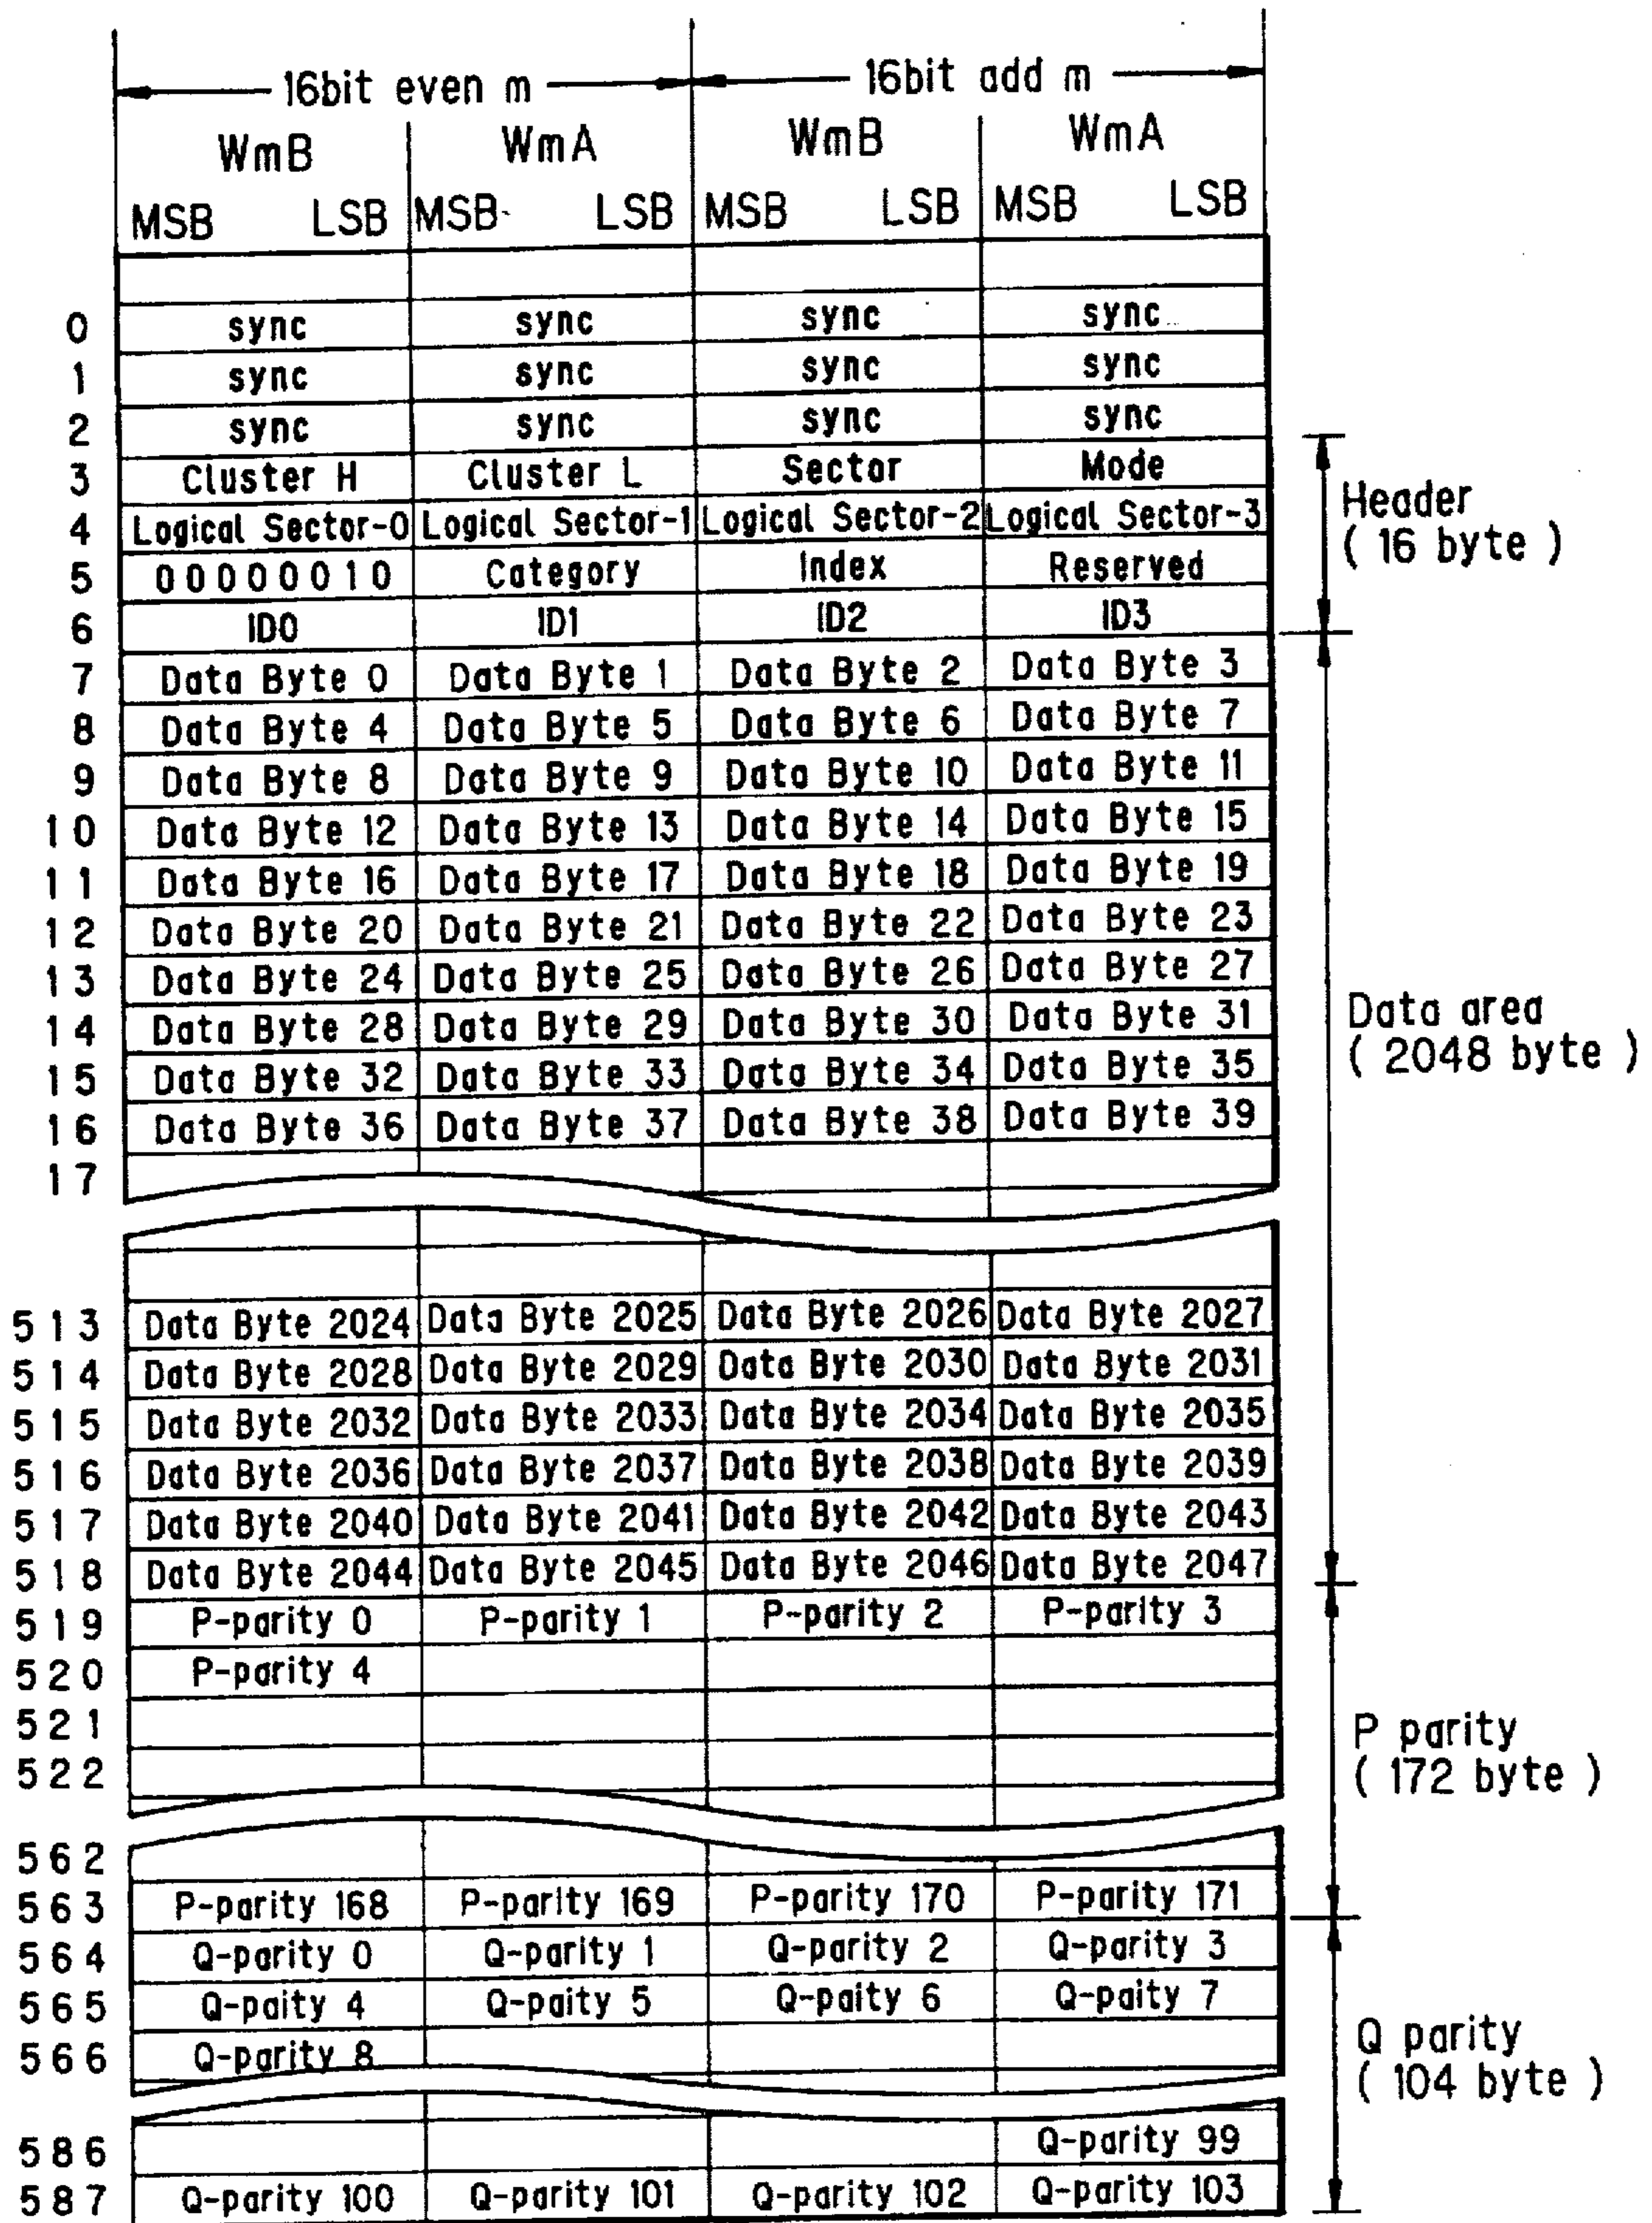 16bit even m 16bit add m
WmB WmA WmB WmA
MSB LSB MSB LSB MSB LSB MSB LSB
0 sync sync sync sync
1 sync sync sync sync
2 sync sync sync sync
3 Cluster H Cluster L Sector Mode
4 Logical Sector-0 Logical Sector-1 Logical Sector-2 Logical Sector-3
5 00000010 Category Index Reserved
6 ID0 ID1 ID2 ID3
Header
( 16 byte )
7 Data Byte 0 Data Byte 1 Data Byte 2 Data Byte 3
8 Data Byte 4 Data Byte 5 Data Byte 6 Data Byte 7
9 Data Byte 8 Data Byte 9 Data Byte 10 Data Byte 11
10 Data Byte 12 Data Byte 13 Data Byte 14 Data Byte 15
11 Data Byte 16 Data Byte 17 Data Byte 18 Data Byte 19
12 Data Byte 20 Data Byte 21 Data Byte 22 Data Byte 23
13 Data Byte 24 Data Byte 25 Data Byte 26 Data Byte 27
14 Data Byte 28 Data Byte 29 Data Byte 30 Data Byte 31
15 Data Byte 32 Data Byte 33 Data Byte 34 Data Byte 35
16 Data Byte 36 Data Byte 37 Data Byte 38 Data Byte 39
17
513 Data Byte 2024 Data Byte 2025 Data Byte 2026 Data Byte 2027
514 Data Byte 2028 Data Byte 2029 Data Byte 2030 Data Byte 2031
515 Data Byte 2032 Data Byte 2033 Data Byte 2034 Data Byte 2035
516 Data Byte 2036 Data Byte 2037 Data Byte 2038 Data Byte 2039
517 Data Byte 2040 Data Byte 2041 Data Byte 2042 Data Byte 2043
518 Data Byte 2044 Data Byte 2045 Data Byte 2046 Data Byte 2047
Data area
( 2048 byte )
519 P-parity 0 P-parity 1 P-parity 2 P-parity 3
520 P-parity 4
521
522
562
563 P-parity 168 P-parity 169 P-parity 170 P-parity 171
P parity
( 172 byte )
564 Q-parity 0 Q-parity 1 Q-parity 2 Q-parity 3
565 Q-paity 4 Q-paity 5 Q-paity 6 Q-paity 7
566 Q-parity 8
586 Q-parity 99
587 Q-parity 100 Q-parity 101 Q-parity 102 Q-parity 103
Q parity
( 104 byte )